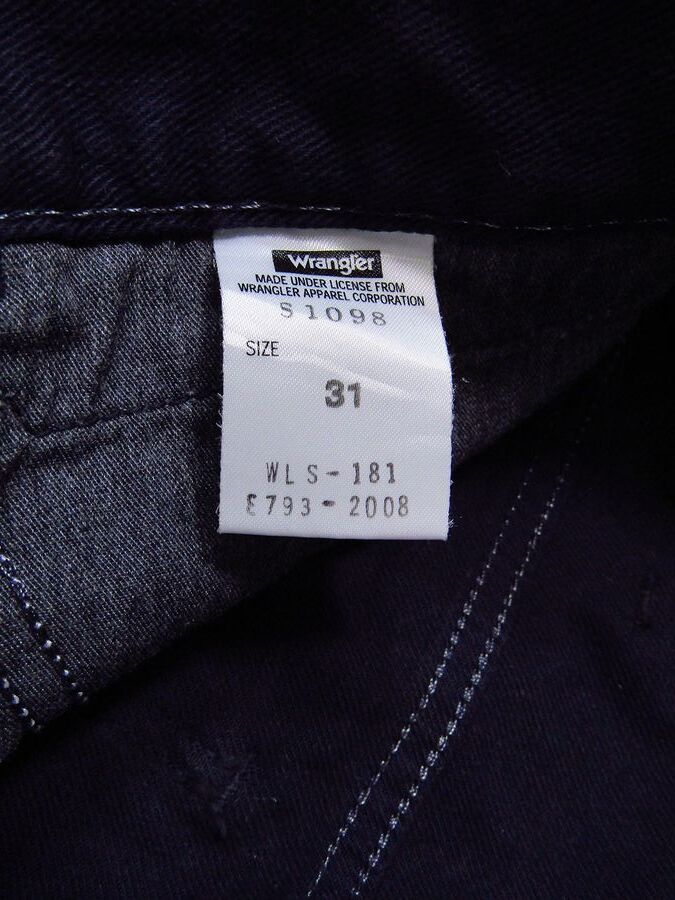 Wrangler
MADE UNDER LICENSE FROM
WRANGLER APPAREL CORPORATION
S1098
SIZE
31
WLS-181
E793-2008